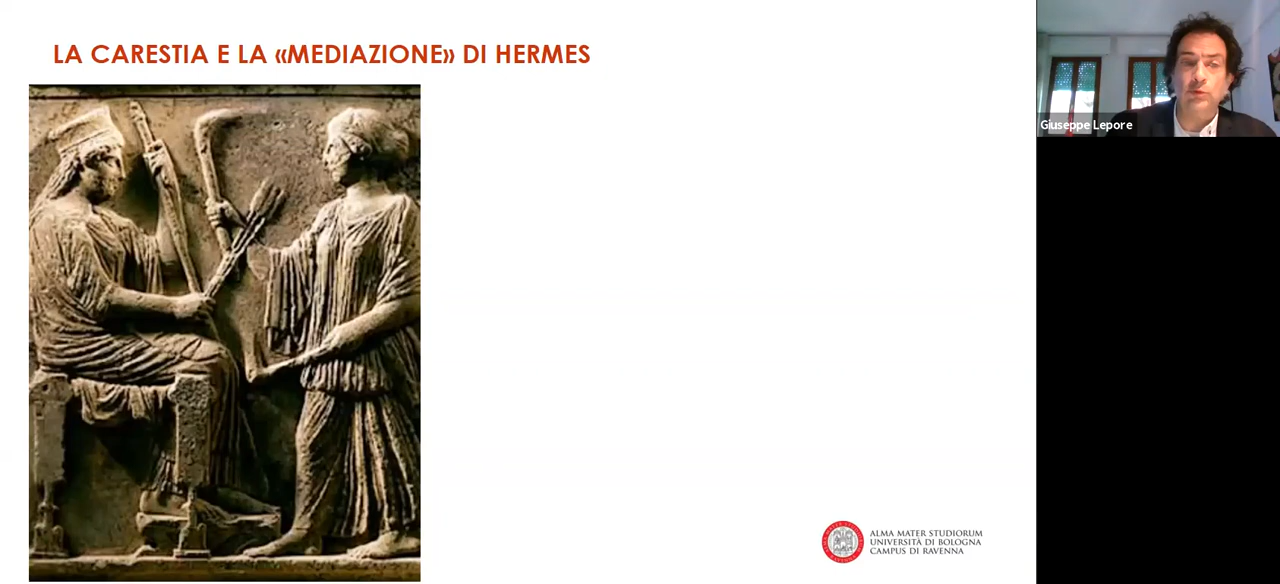 LA CARESTIA E LA «MEDIAZIONE» DI HERMES
Giuseppe Lepore
ALMA MATER STUDIORUM
UNIVERSITÀ DI BOLOGNA
CAMPUS DI RAVENNA